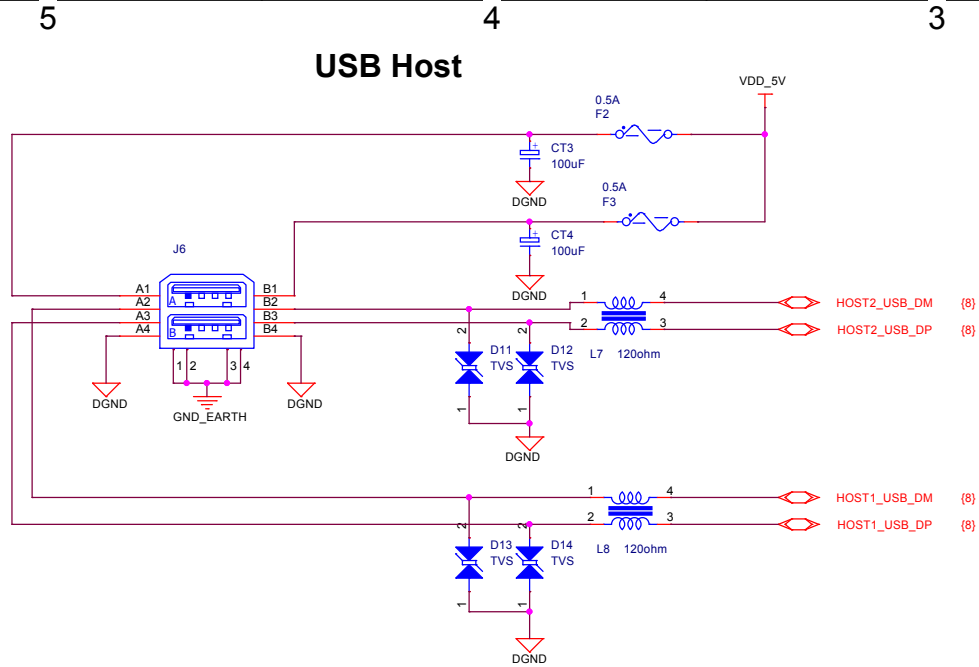 5 4 3
USB Host
VDD_5V
0.5A
F2
+
CT3
100uF
DGND
0.5A
F3
+
CT4
100uF
DGND
J6
A1 B1
A2 B2
A3 B3
A4 B4
A
B
1 2 3 4
DGND
GND_EARTH
DGND
1 4 HOST2_USB_DM {8}
2 3 HOST2_USB_DP {8}
L7 120ohm
2 D11
TVS
1
2 D12
TVS
1
DGND
1 4 HOST1_USB_DM {8}
2 3 HOST1_USB_DP {8}
L8 120ohm
2 D13
TVS
1
2 D14
TVS
1
DGND